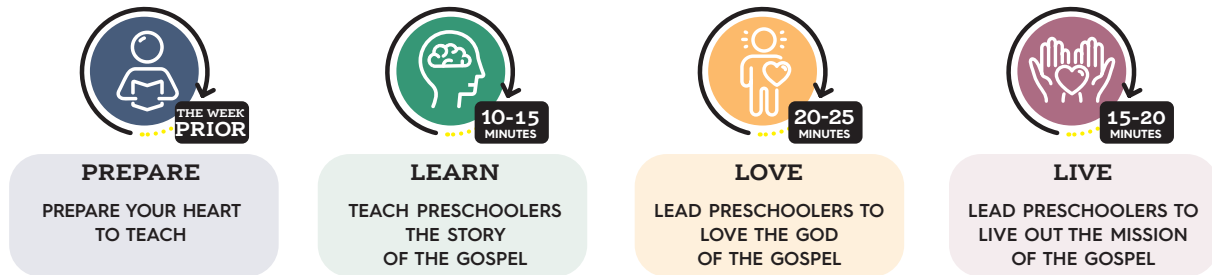 THE WEEK
PRIOR
PREPARE
PREPARE YOUR HEART
TO TEACH
10-15
MINUTES
LEARN
TEACH PRESCHOOLERS
THE STORY
OF THE GOSPEL
20-25
MINUTES
LOVE
LEAD PRESCHOOLERS TO
LOVE THE GOD
OF THE GOSPEL
15-20
MINUTES
LIVE
LEAD PRESCHOOLERS TO
LIVE OUT THE MISSION
OF THE GOSPEL